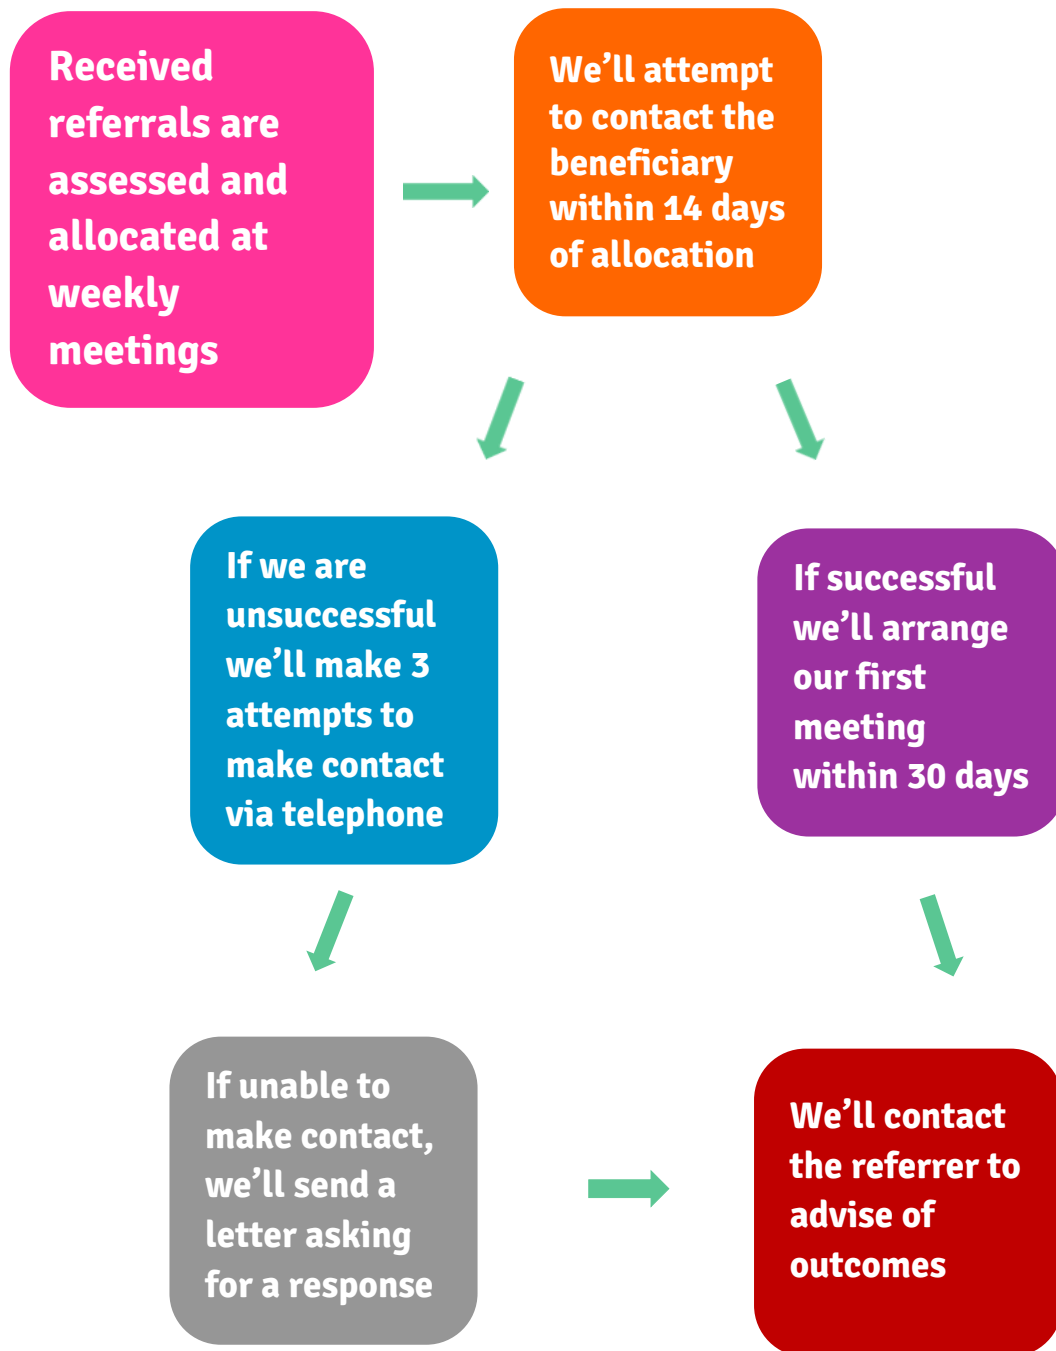 Received
referrals are
assessed and
allocated at
weekly
meetings
We’ll attempt
to contact the
beneficiary
within 14 days
of allocation
If we are
unsuccessful
we’ll make 3
attempts to
make contact
via telephone
If successful
we’ll arrange
our first
meeting
within 30 days
If unable to
make contact,
we’ll send a
letter asking
for a response
We’ll contact
the referrer to
advise of
outcomes